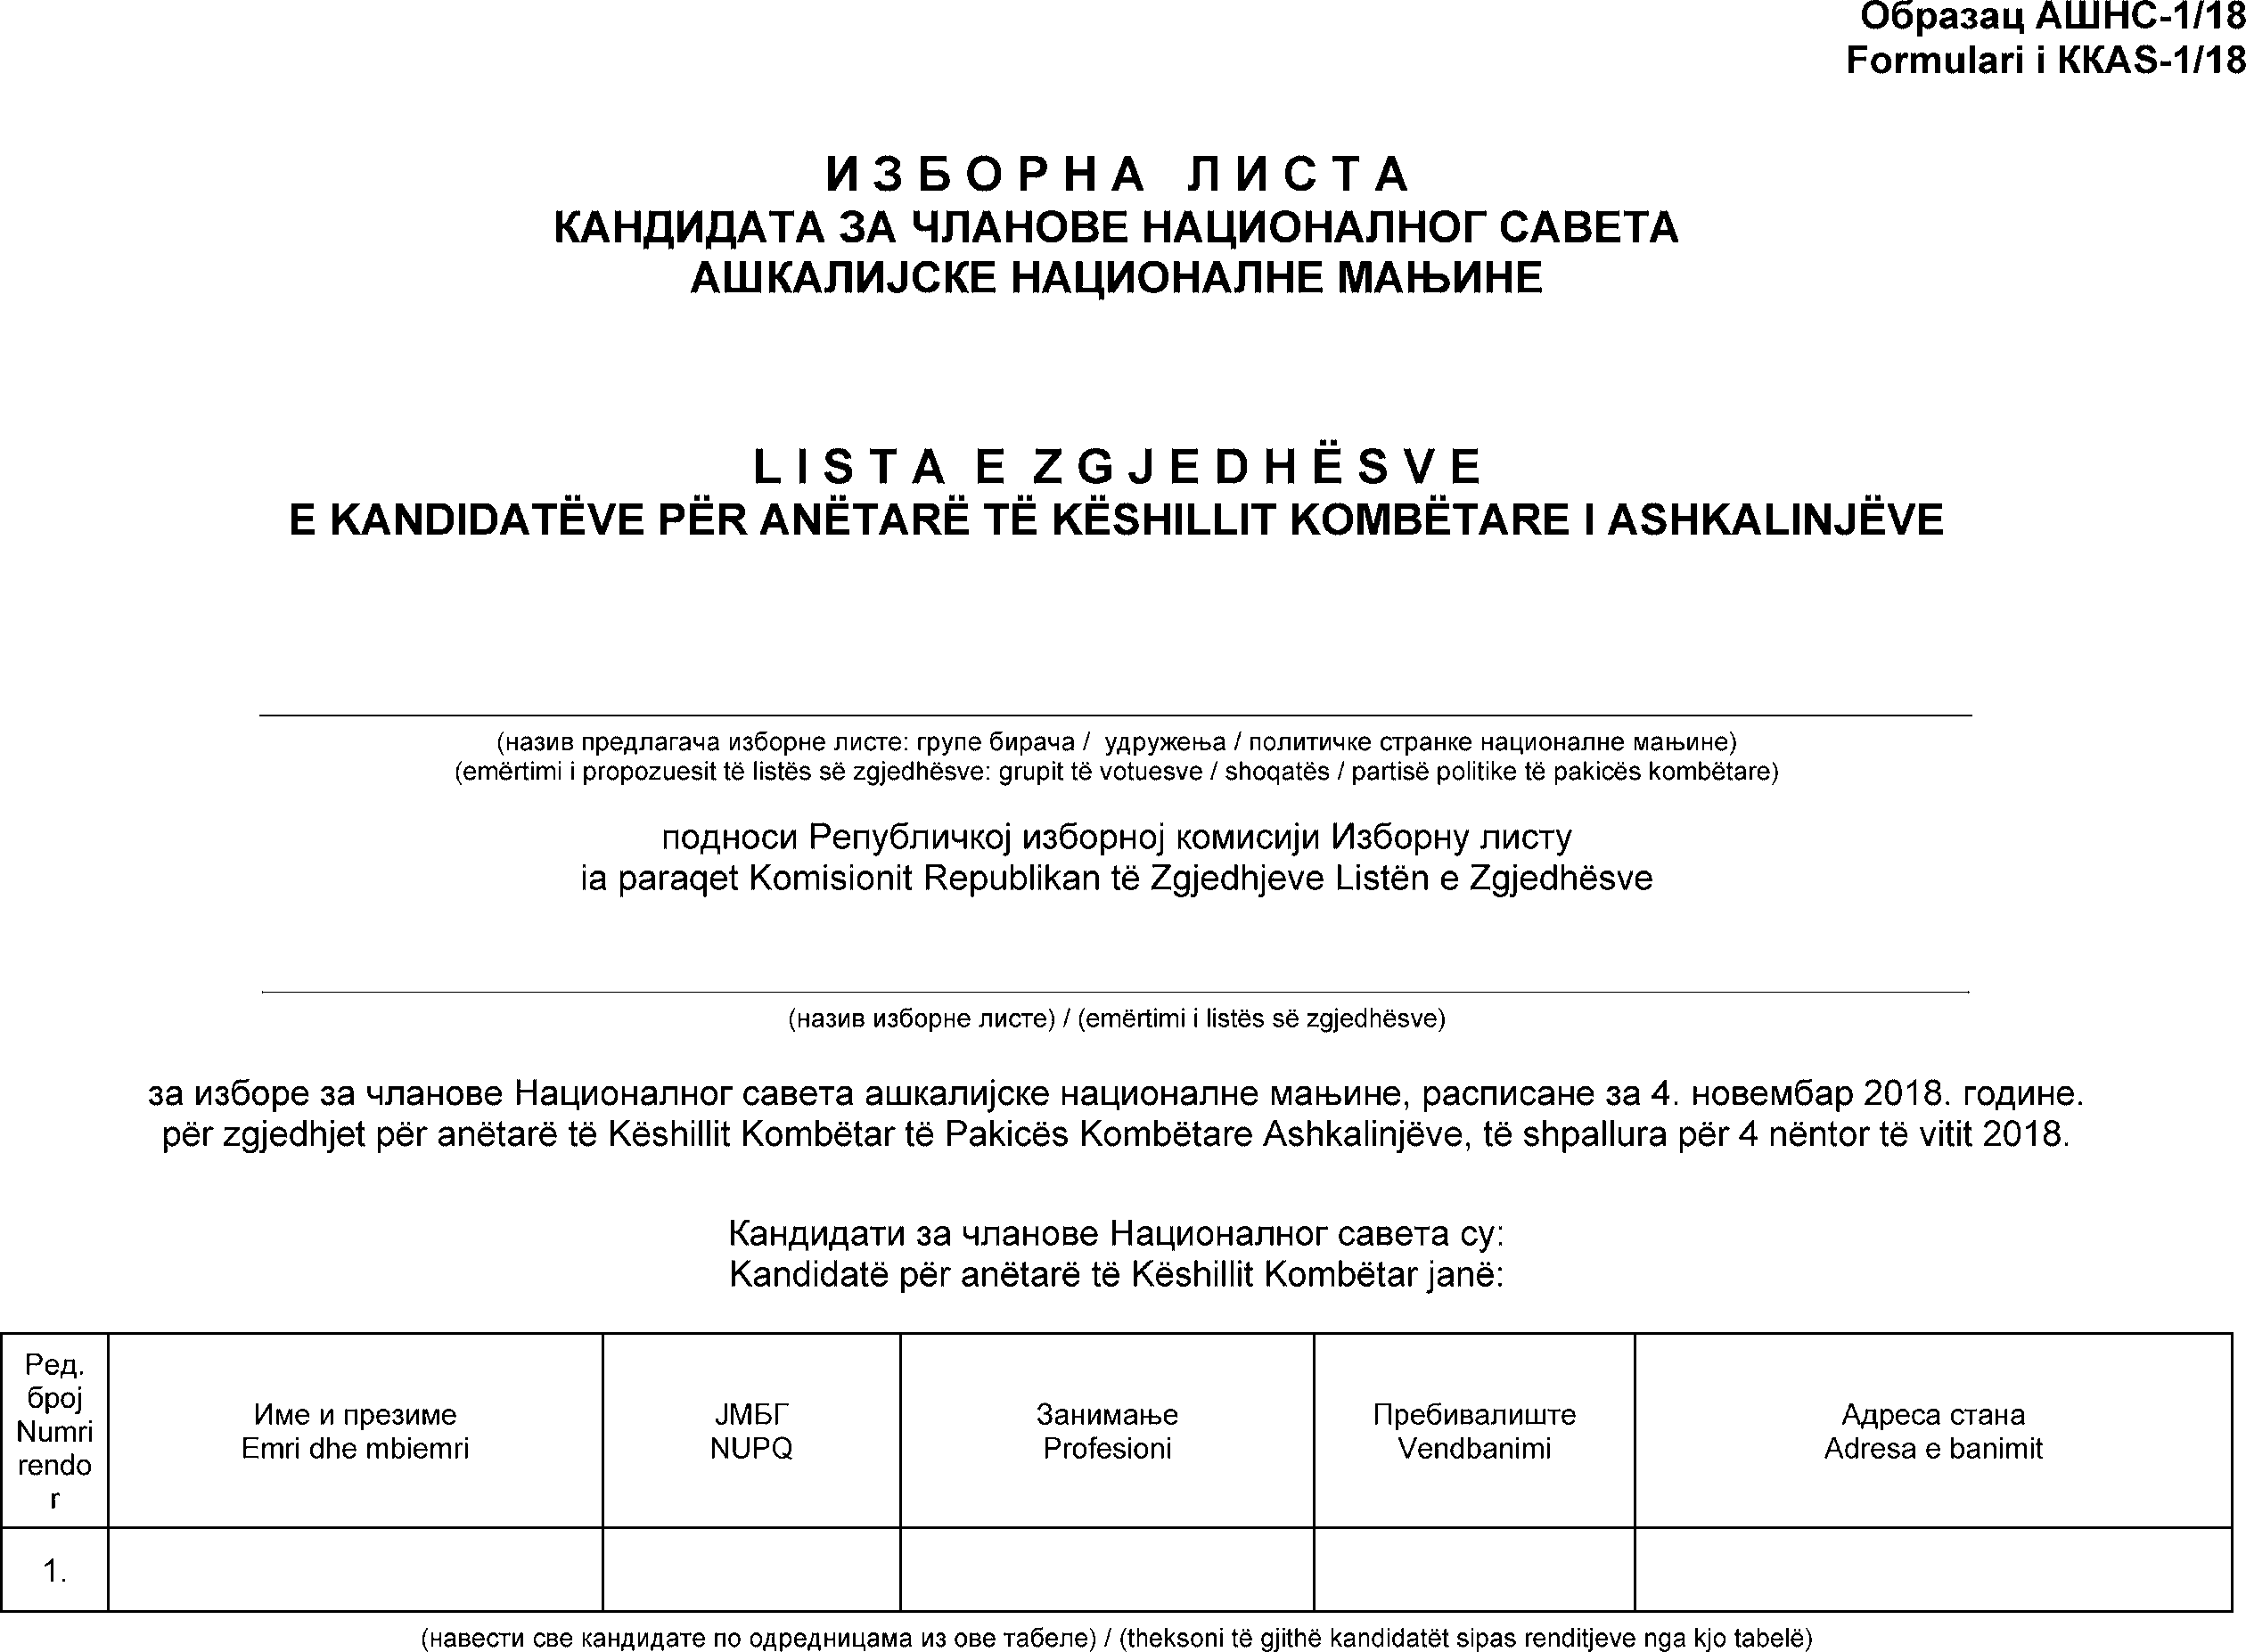 Образац АШНС-1/18
Formulari i KKAS-1/18
И З Б О Р Н А Л И С Т А
КАНДИДАТА ЗА ЧЛАНОВЕ НАЦИОНАЛНОГ САВЕТА
АШКАЛИЈСКЕ НАЦИОНАЛНЕ МАЊИНЕ
L I S T A E Z G J E D H Ë S V E
E KANDIDATËVE PËR ANËTARË TË KËSHILLIT KOMBËTARE I ASHKALINJËVE
(назив предлагача изборне листе: групе бирача / удружења / политичке странке националне мањине)
(emërtimi i propozuesit të listës së zgjedhësve: grupit të votuesve / shoqatës / partisë politike të pakicës kombëtare)
подноси Републичкој изборној комисији Изборну листу
ia paraqet Komisionit Republikan të Zgjedhjeve Listën e Zgjedhësve
(назив изборне листе) / (emërtimi i listës së zgjedhësve)
за изборе за чланове Националног савета ашкалијске националне мањине, расписане за 4. новембар 2018. године.
për zgjedhjet për anëtarë të Këshillit Kombëtar të Pakicës Kombëtare Ashkalinjëve, të shpallura për 4 nëntor të vitit 2018.
Кандидати за чланове Националног савета су:
Kandidatë për anëtarë të Këshillit Kombëtar janë:
Ред.
број
Numri
rendo
r
Име и презиме
Emri dhe mbiemri
ЈМБГ
NUPQ
Занимање
Profesioni
Пребивалиште
Vendbanimi
Адреса стана
Adresa e banimit
1.
(навести све кандидате по одредницама из ове табеле) / (theksoni të gjithë kandidatët sipas renditjeve nga kjo tabelë)